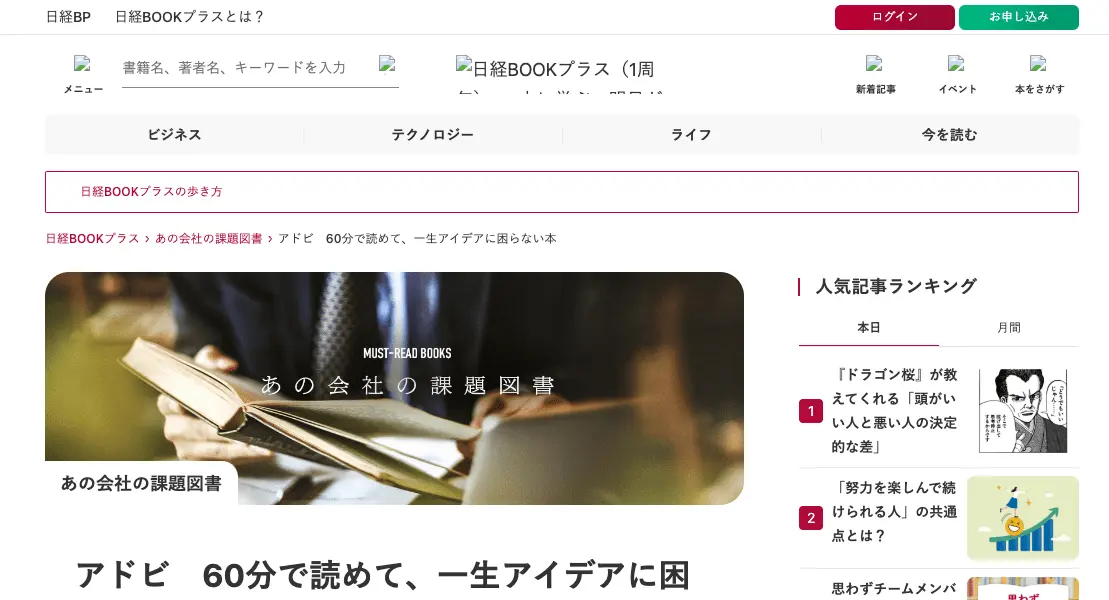 日経BP 日経BOOKプラスとは？
ログイン お申し込み
メニュー
書籍名、著者名、キーワードを入力
日経BOOKプラス（1周
新着記事 イベント 本をさがす
ビジネス テクノロジー ライフ 今を読む
日経BOOKプラスの歩き方
日経BOOKプラス › あの会社の課題図書 › アドビ　60分で読めて、一生アイデアに困らない本
MUST-READ BOOKS
あの会社の課題図書
あの会社の課題図書
アドビ　60分で読めて、一生アイデアに困
人気記事ランキング
本日 月間
1
『ドラゴン桜』が教
えてくれる「頭がい
い人と悪い人の決定
的な差」
2
「努力を楽しんで続
けられる人」の共通
点とは？
思わずチームメンバ
思わず